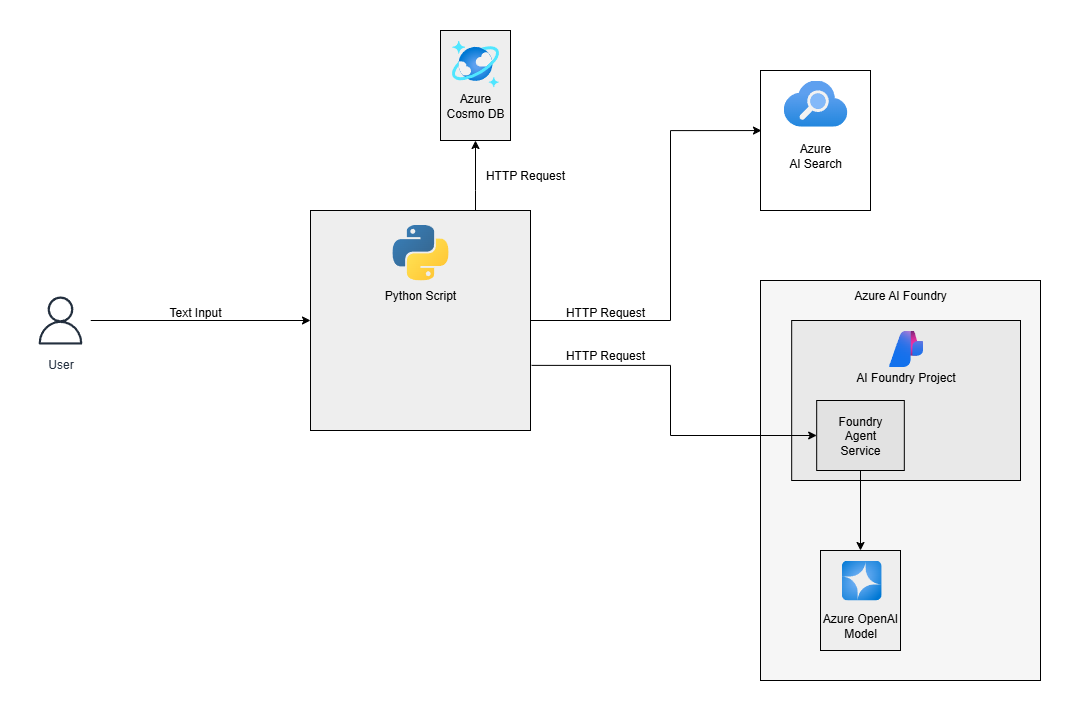 Azure
Cosmo DB
HTTP Request
Azure
AI Search
Python Script
Azure AI Foundry
Text Input
HTTP Request
HTTP Request
User
AI Foundry Project
Foundry
Agent
Service
Azure OpenAI
Model